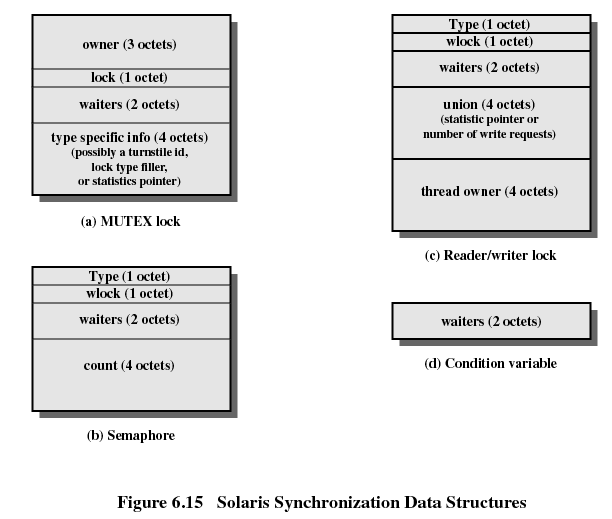 owner (3 octets)
lock (1 octet)
waiters (2 octets)
type specific info (4 octets)
(possibly a turnstile id,
lock type filler,
or statistics pointer)
(a) MUTEX lock
Type (1 octet)
wlock (1 octet)
waiters (2 octets)
count (4 octets)
(b) Semaphore
Type (1 octet)
wlock (1 octet)
waiters (2 octets)
union (4 octets)
(statistic pointer or
number of write requests)
thread owner (4 octets)
(c) Reader/writer lock
waiters (2 octets)
(d) Condition variable
Figure 6.15 Solaris Synchronization Data Structures